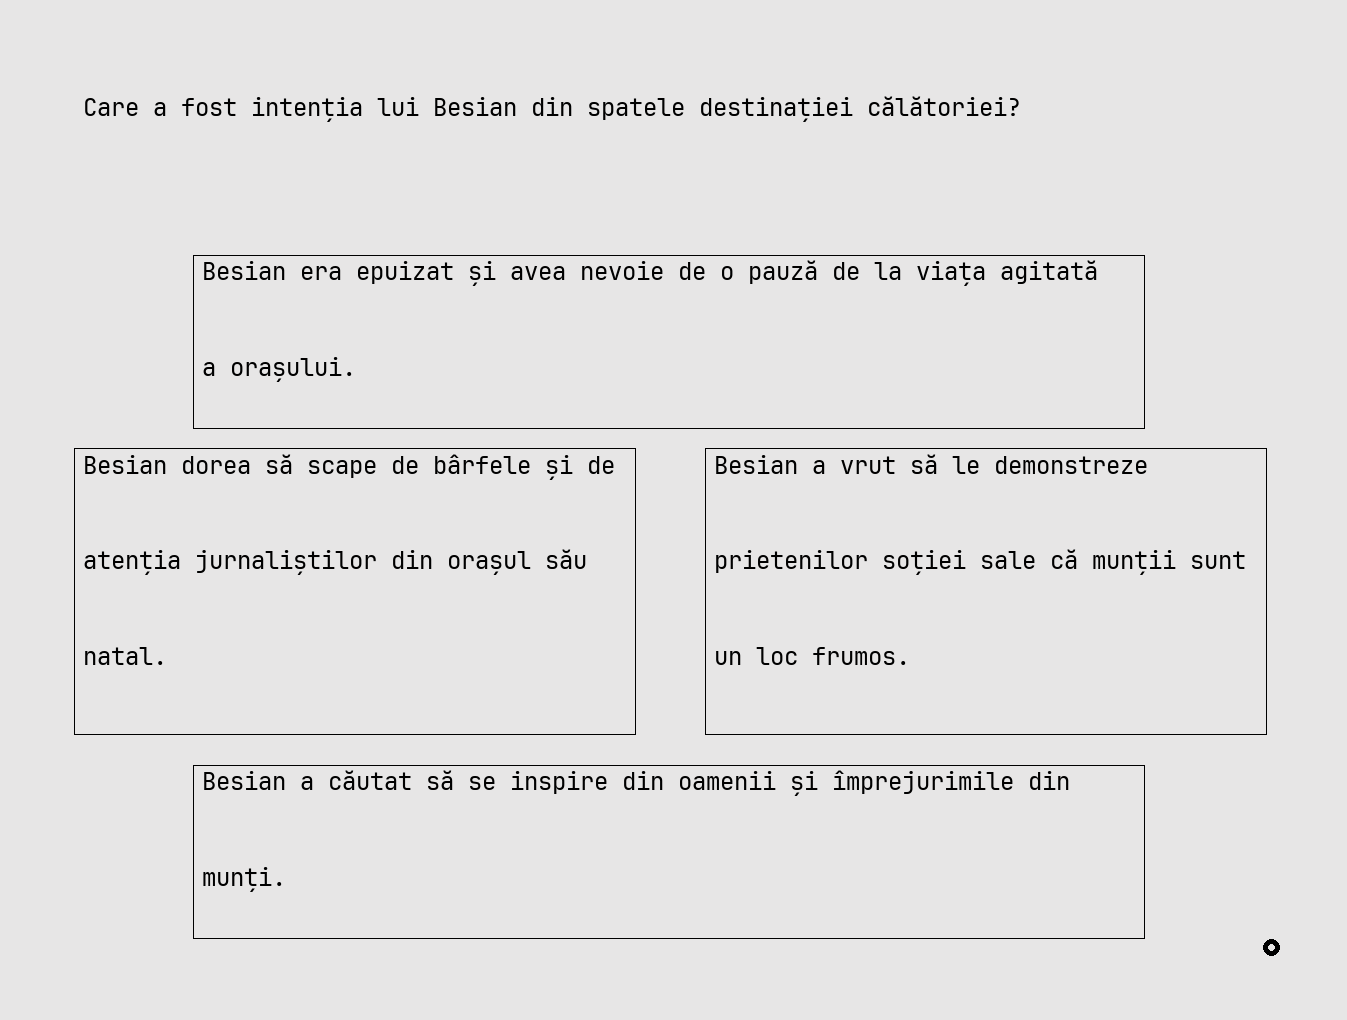 Care a fost intenția lui Besian din spatele destinației călătoriei?
Besian era epuizat și avea nevoie de o pauză de la viața agitată
a orașului.
Besian dorea să scape de bârfele și de
atenția jurnaliștilor din orașul său
natal.
Besian a vrut să le demonstreze
prietenilor soției sale că munții sunt
un loc frumos.
Besian a căutat să se inspire din oamenii și împrejurimile din
munți.